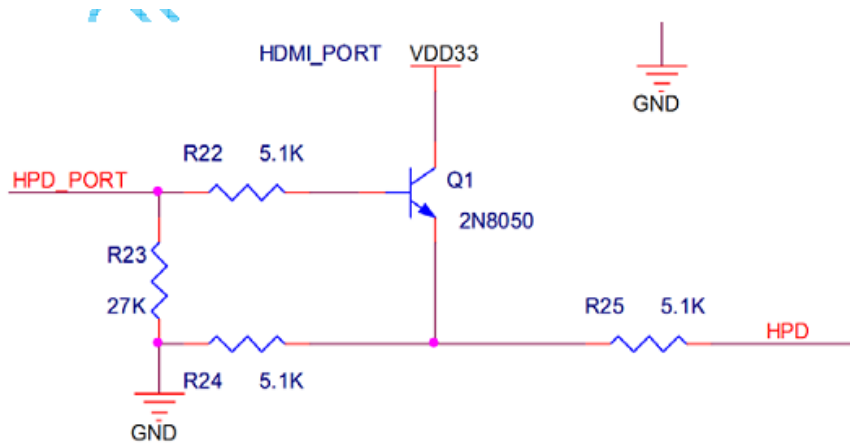 HDMI_PORT VDD33
GND
R22 5.1K
HPD_PORT
Q1
2N8050
R23
27K
R25 5.1K
HPD
R24 5.1K
GND